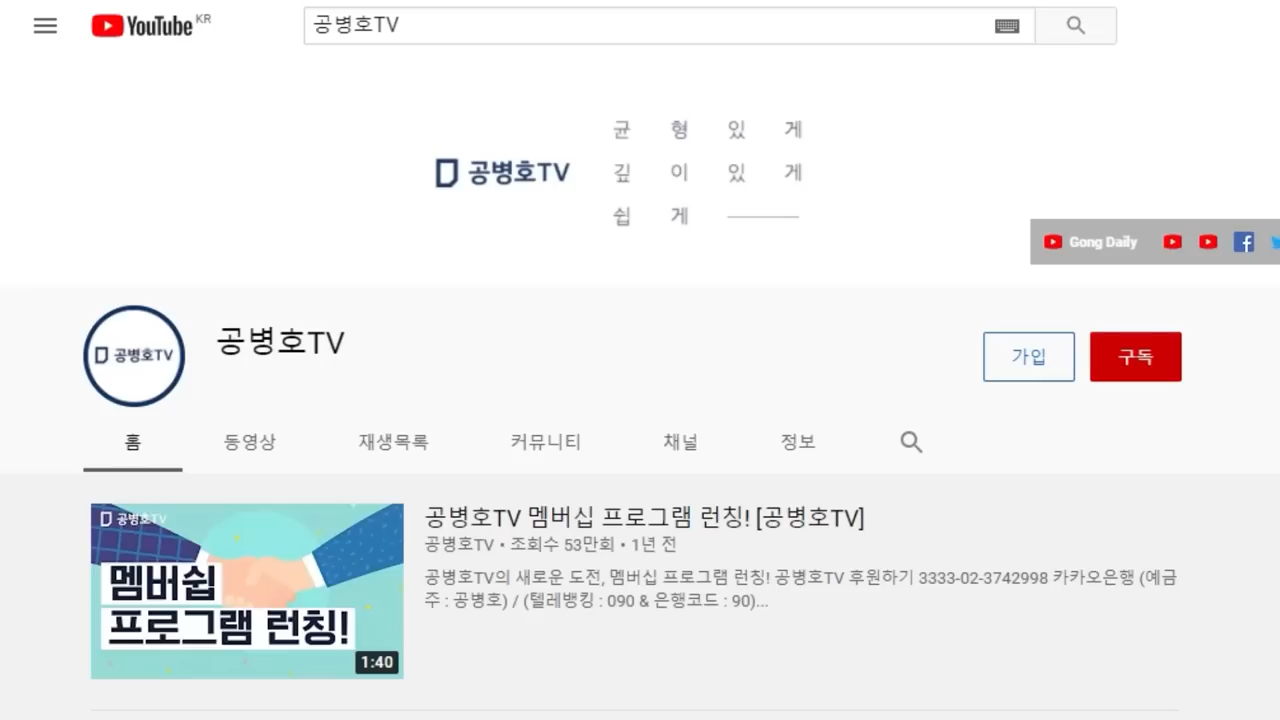 YouTube KR
공병호TV
균형있게
공병호TV
깊이있게
쉽게
Gong Daily
공병호TV
공병호TV
가입
구독
홈
동영상
재생목록
커뮤니티
채널
정보
공병호TV
멤버쉽
프로그램 런칭!
1:40
공병호TV 멤버십 프로그램 런칭! [공병호TV]
공병호TV • 조회수 53만회 • 1년 전
공병호TV의 새로운 도전, 멤버십 프로그램 런칭! 공병호TV 후원하기 3333-02-3742998 카카오은행 (예금
주 : 공병호) / (텔레뱅킹 : 090 & 은행코드 : 90)...